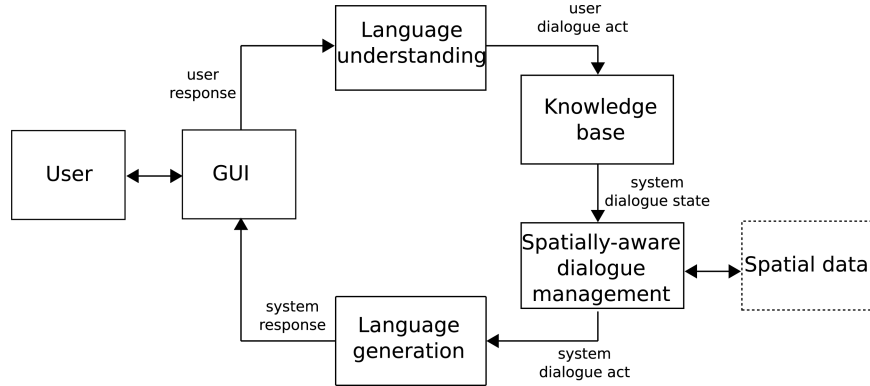 user
dialogue act
Language
understanding
user
response
Knowledge
base
User
GUI
system
dialogue state
Spatially-aware
dialogue
management
Spatial data
system
response
Language
generation
system
dialogue act